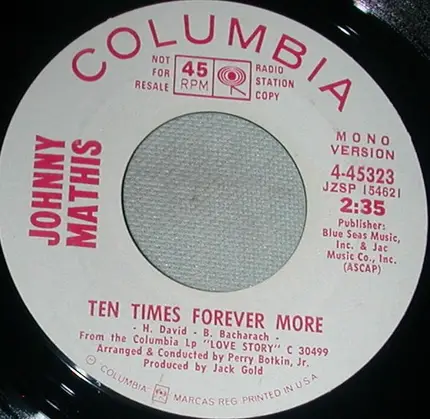 COLUMBIA
NOT
FOR
RESALE
45
RPM
RADIO
STATION
COPY
MONO
VERSION
JOHNNY
MATHIS
4-45323
JZSP 154621
2:35
Publisher:
Blue Seas Music,
Inc. & Jac
Music Co., Inc.
(ASCAP)
TEN TIMES FOREVER MORE
- H. David - B. Bacharach -
From the Columbia Lp "LOVE STORY" C 30499
Arranged & Conducted by Perry Botkin, Jr.
Produced by Jack Gold
© COLUMBIA MARCAS REG. PRINTED IN U.S.A.